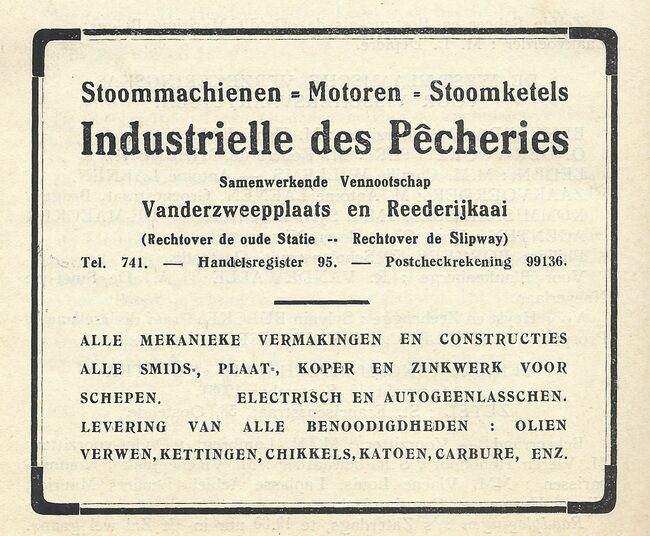 Stoommachienen = Motoren = Stoomketels
Industrielle des Pêcheries
Samenwerkende Vennootschap
Vanderzweepplaats en Reederijkaai
(Rechtover de oude Statie -- Rechtover de Slipway)
Tel. 741. — Handelsregister 95. — Postcheckrekening 99136.
ALLE MEKANIEKE VERMAKINGEN EN CONSTRUCTIES
ALLE SMIDS-, PLAAT-, KOPER EN ZINKWERK VOOR
SCHEPEN. ELECTRISCH EN AUTOGEENLASSCHEN.
LEVERING VAN ALLE BENOODIGDHEDEN : OLIEN
VERWEN, KETTINGEN, CHIKKELS, KATOEN, CARBURE, ENZ.